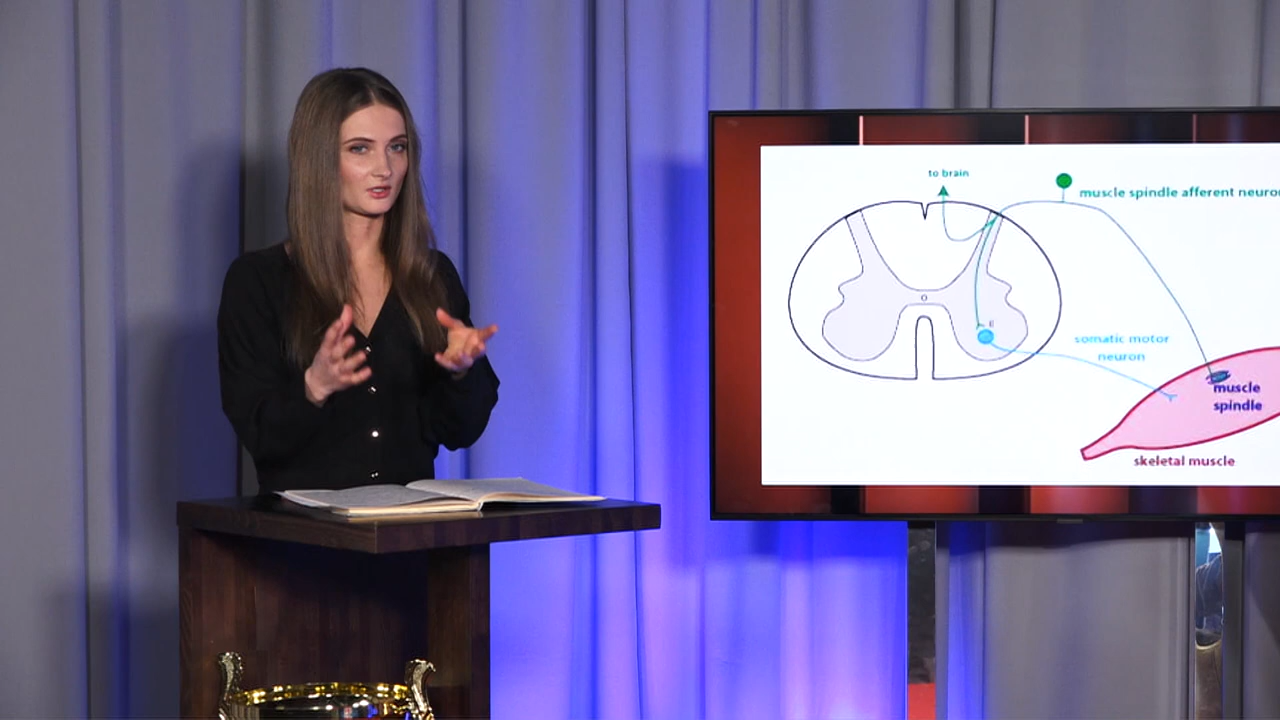 to brain
muscle spindle afferent neuro
E
somatic motor
neuron
muscle
spindle
skeletal muscle